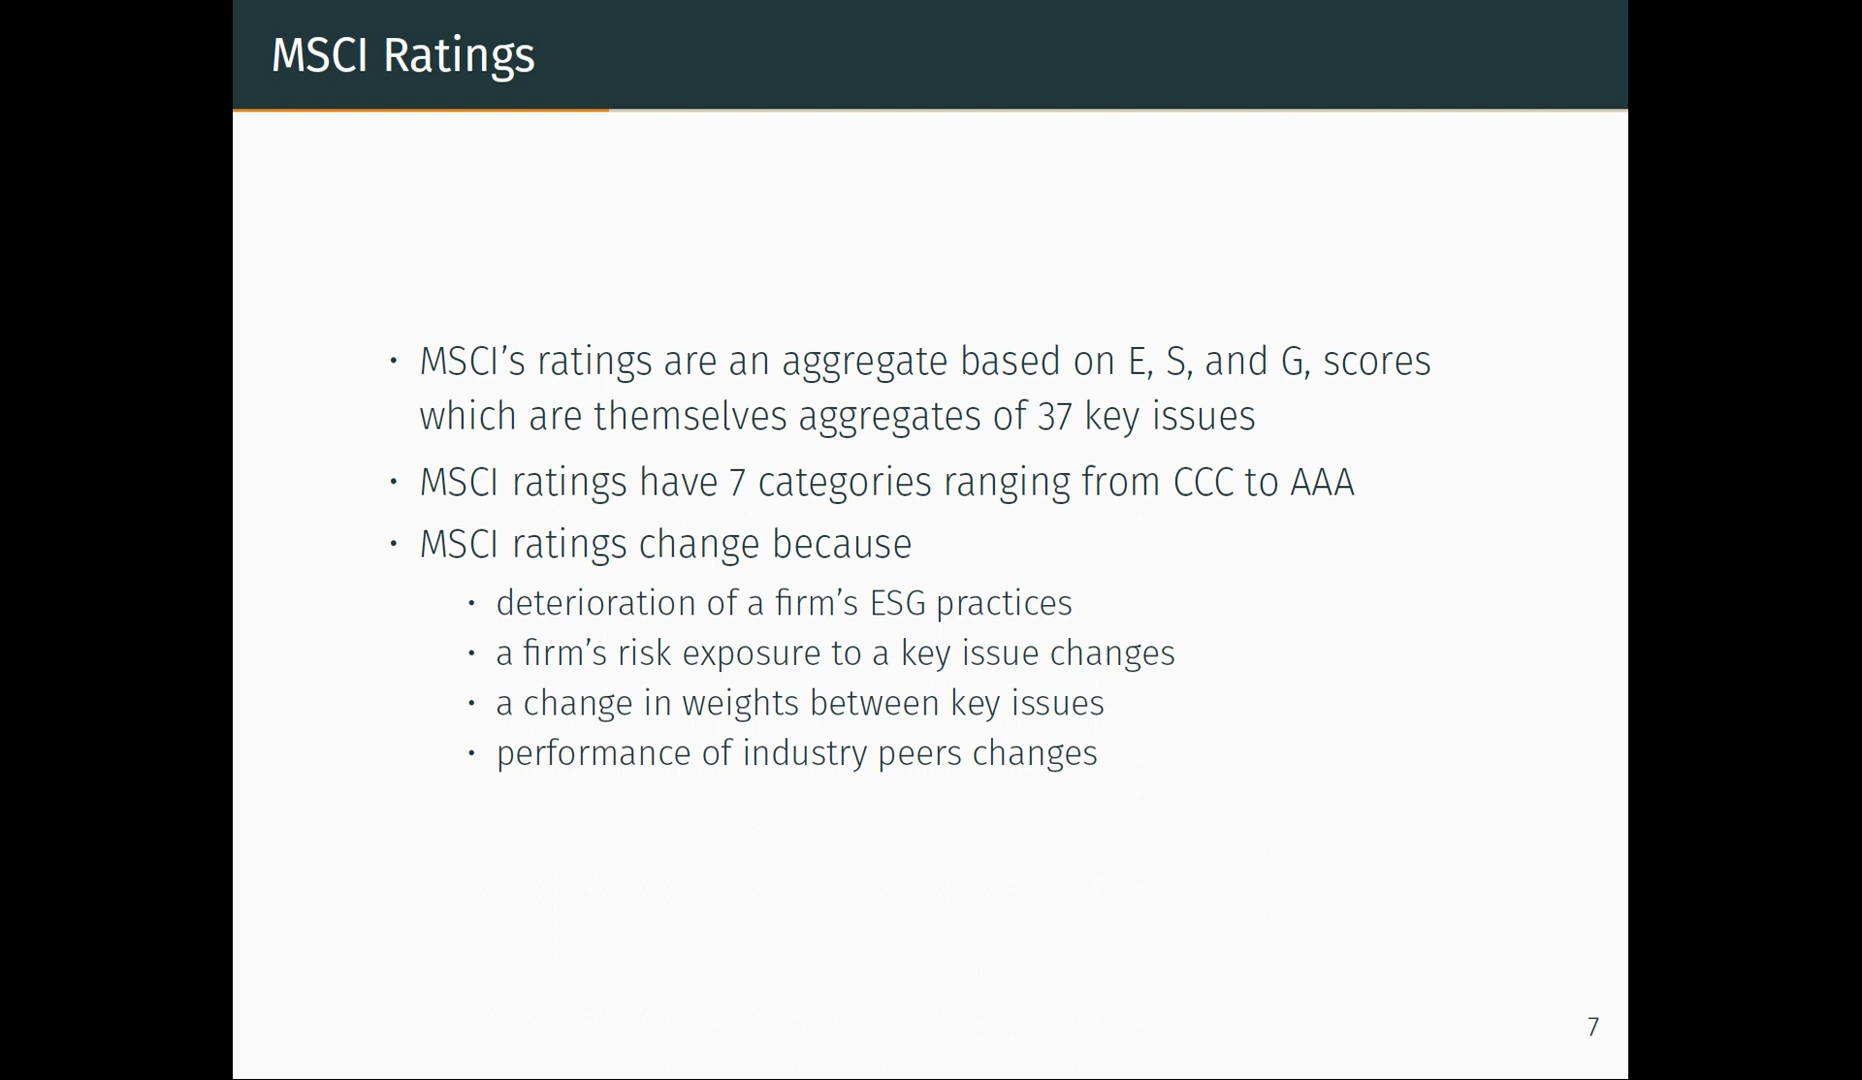 MSCI Ratings
• MSCI’s ratings are an aggregate based on E, S, and G, scores
which are themselves aggregates of 37 key issues
• MSCI ratings have 7 categories ranging from CCC to AAA
• MSCI ratings change because
• deterioration of a firm’s ESG practices
• a firm’s risk exposure to a key issue changes
• a change in weights between key issues
• performance of industry peers changes
7